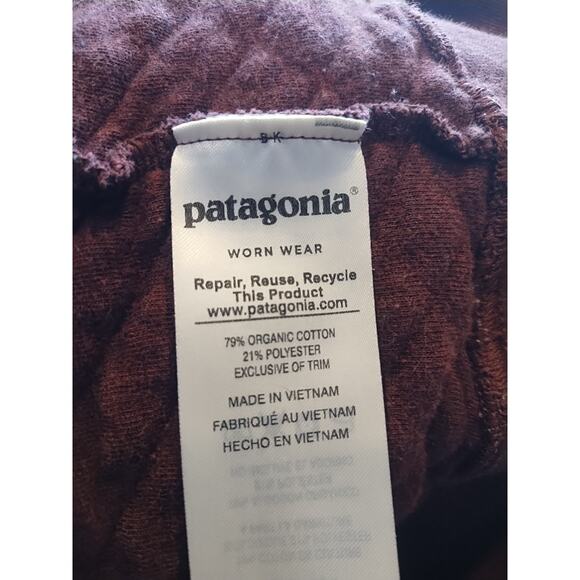 B-K
patagonia®
WORN WEAR
Repair, Reuse, Recycle
This Product
www.patagonia.com
79% ORGANIC COTTON
21% POLYESTER
EXCLUSIVE OF TRIM
MADE IN VIETNAM
FABRIQUÉ AU VIETNAM
HECHO EN VIETNAM